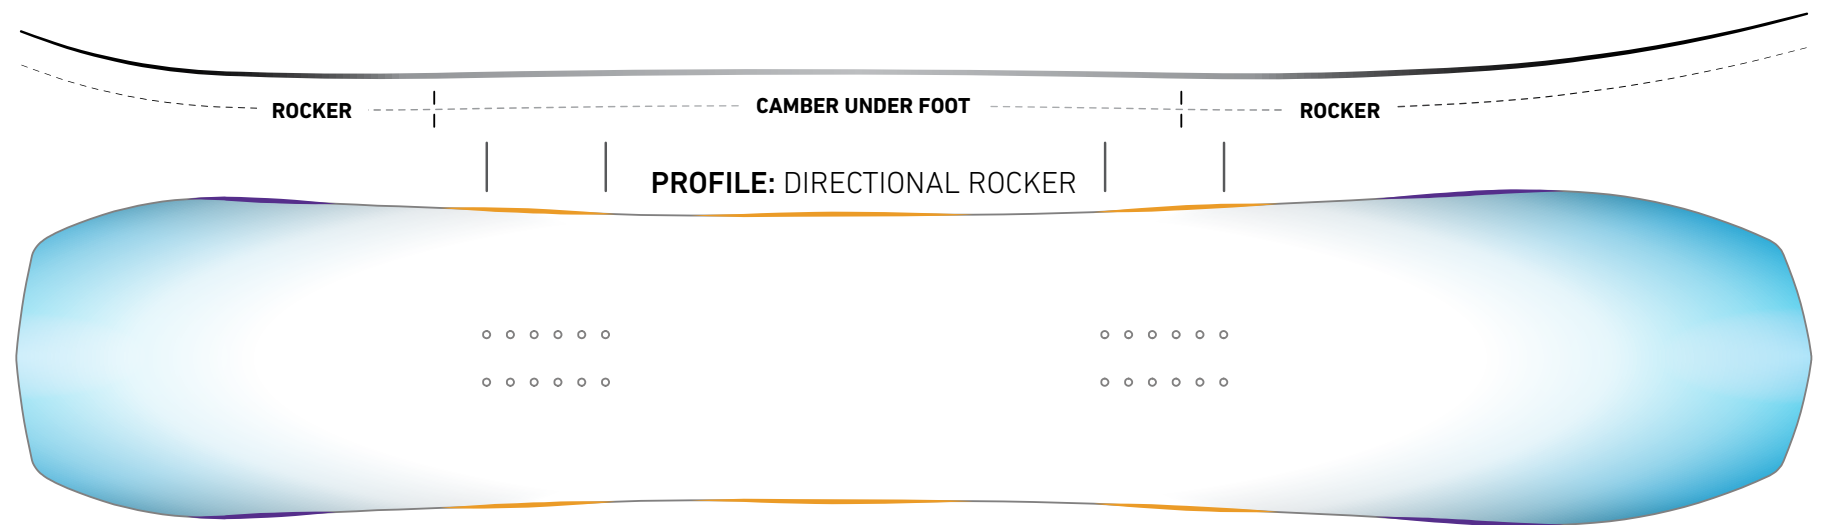 ROCKER
CAMBER UNDER FOOT
ROCKER
PROFILE: DIRECTIONAL ROCKER